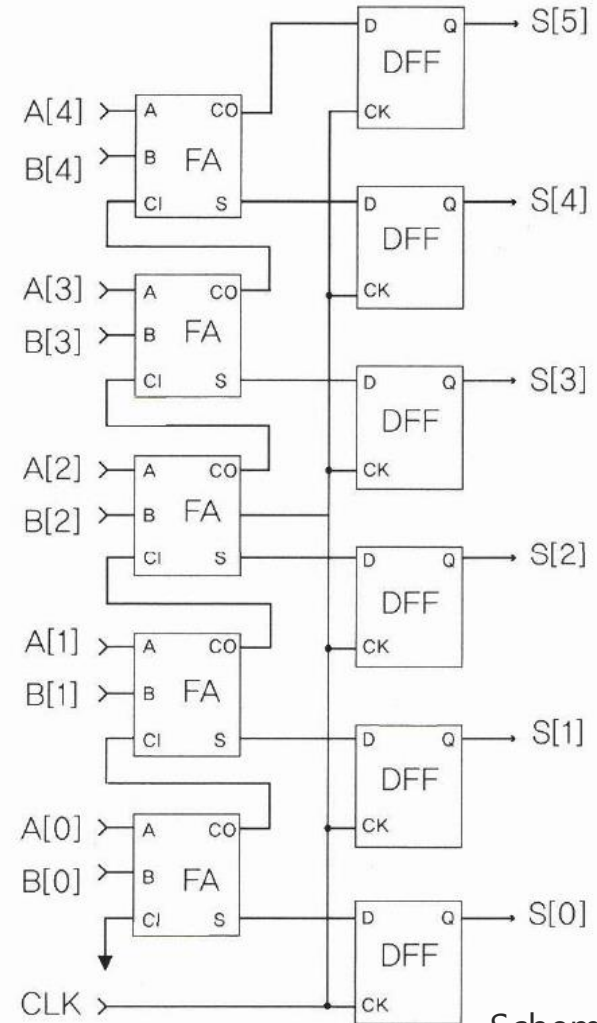 D Q S[5]
DFF
A[4] A CO CK
B[4] B FA
CI S D Q S[4]
DFF
A[3] A CO CK
B[3] B FA
CI S D Q S[3]
DFF
A[2] A CO CK
B[2] B FA
CI S D Q S[2]
DFF
A[1] A CO CK
B[1] B FA
CI S D Q S[1]
DFF
A[0] A CO CK
B[0] B FA
CI S D Q S[0]
DFF
CLK CK